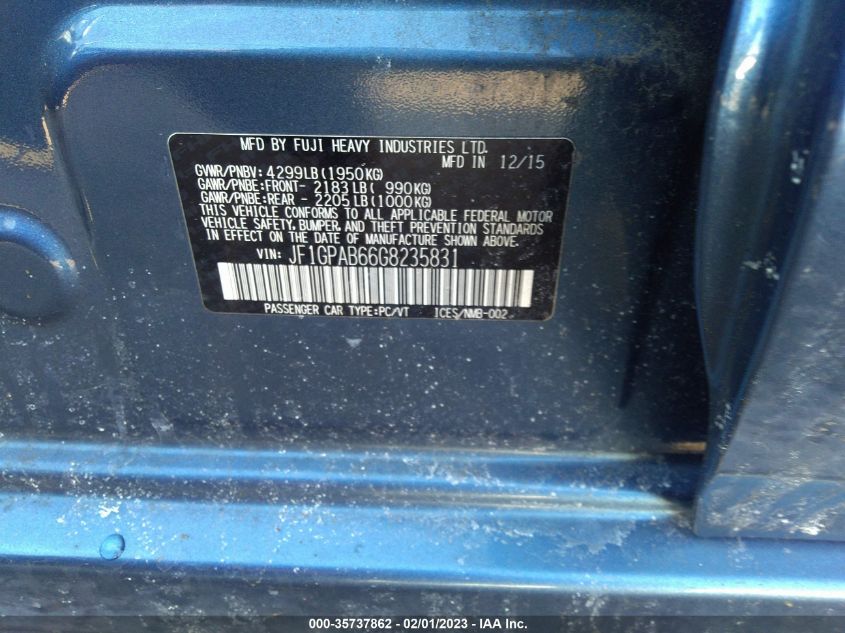 MFD BY FUJI HEAVY INDUSTRIES LTD.
MFD IN 12/15
GVWR/PNBV: 4299LB (1950KG)
GAWR/PNBE:FRONT- 2183LB ( 990KG)
GAWR/PNBE:REAR - 2205LB (1000KG)
THIS VEHICLE CONFORMS TO ALL APPLICABLE FEDERAL MOTOR
VEHICLE SAFETY, BUMPER, AND THEFT PREVENTION STANDARDS
IN EFFECT ON THE DATE OF MANUFACTURE SHOWN ABOVE.
VIN: JF1GPAB66G8235831
PASSENGER CAR TYPE:PC/VT ICES/NMB-002
000-35737862 - 02/01/2023 - IAA Inc.